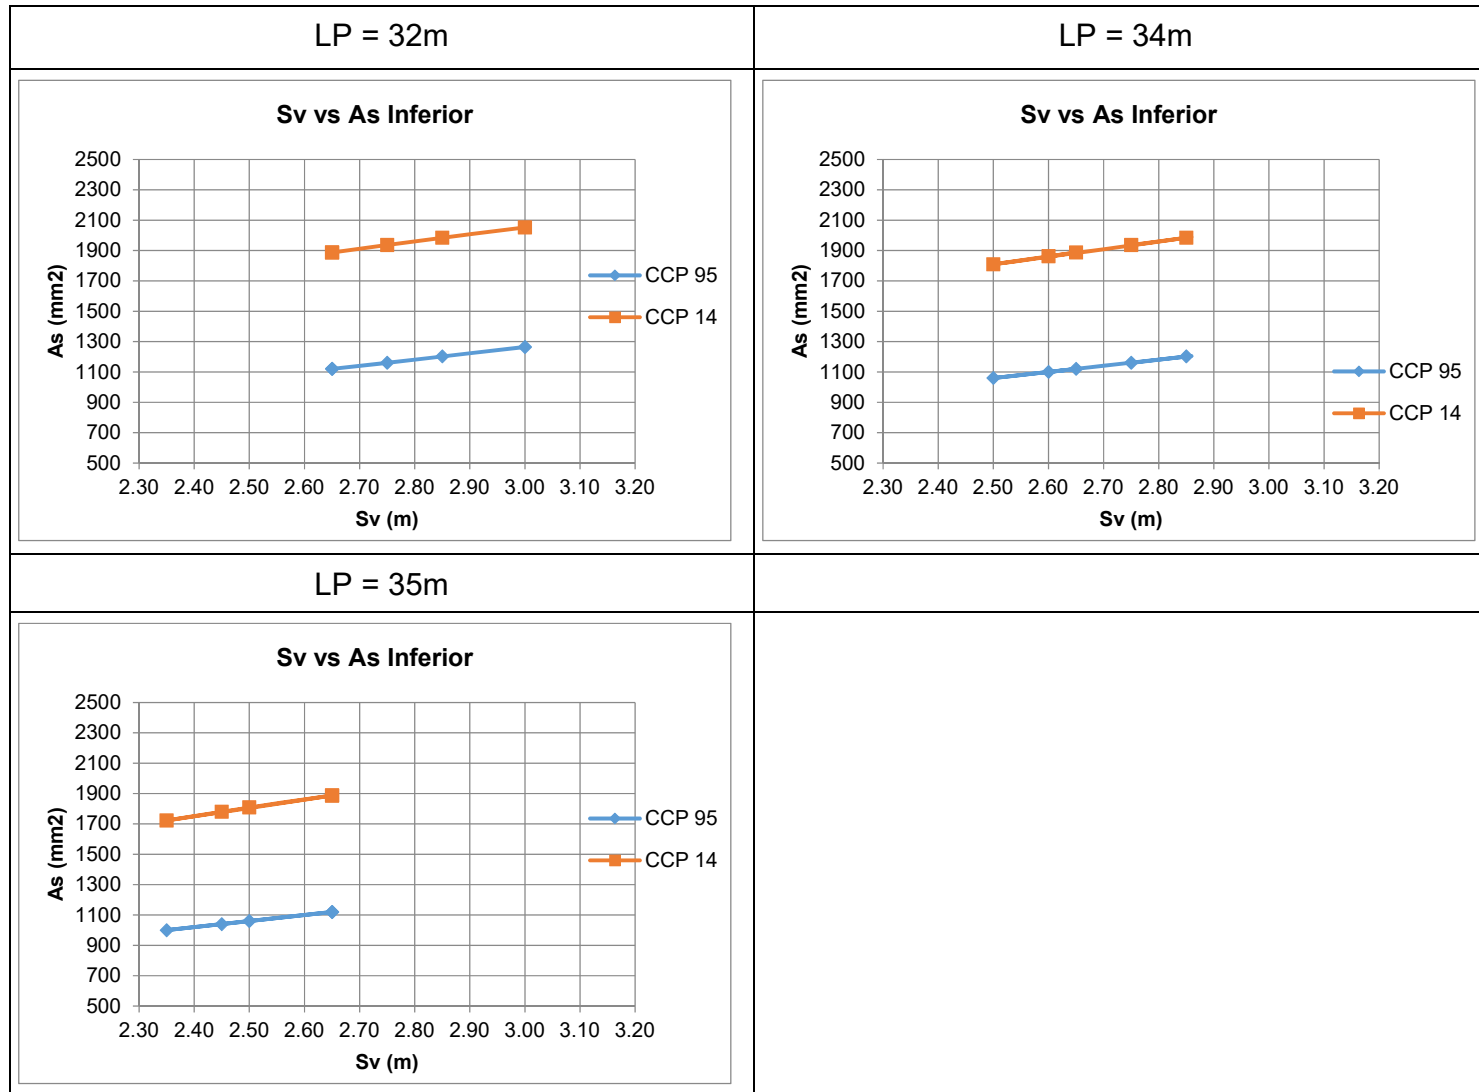 LP = 32m
LP = 34m
Sv vs As Inferior
2500
2300
2100
1900
1700
1500
1300
1100
900
700
500
As (mm2)
CCP 95
CCP 14
2.30 2.40 2.50 2.60 2.70 2.80 2.90 3.00 3.10 3.20
Sv (m)
Sv vs As Inferior
2500
2300
2100
1900
1700
1500
1300
1100
900
700
500
As (mm2)
CCP 95
CCP 14
2.30 2.40 2.50 2.60 2.70 2.80 2.90 3.00 3.10 3.20
Sv (m)
LP = 35m
Sv vs As Inferior
2500
2300
2100
1900
1700
1500
1300
1100
900
700
500
As (mm2)
CCP 95
CCP 14
2.30 2.40 2.50 2.60 2.70 2.80 2.90 3.00 3.10 3.20
Sv (m)